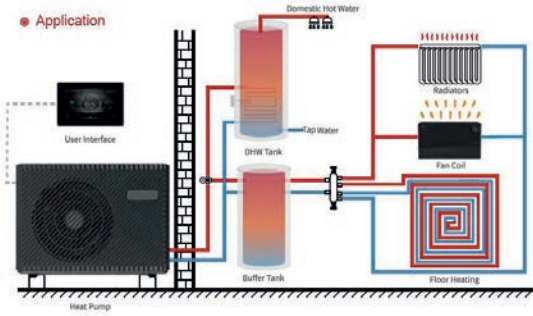 Application
Domestic Hot Water
User Interface
Radiators
Tap Water
DHW Tank
Fan Coil
Buffer Tank
Floor Heating
Heat Pump